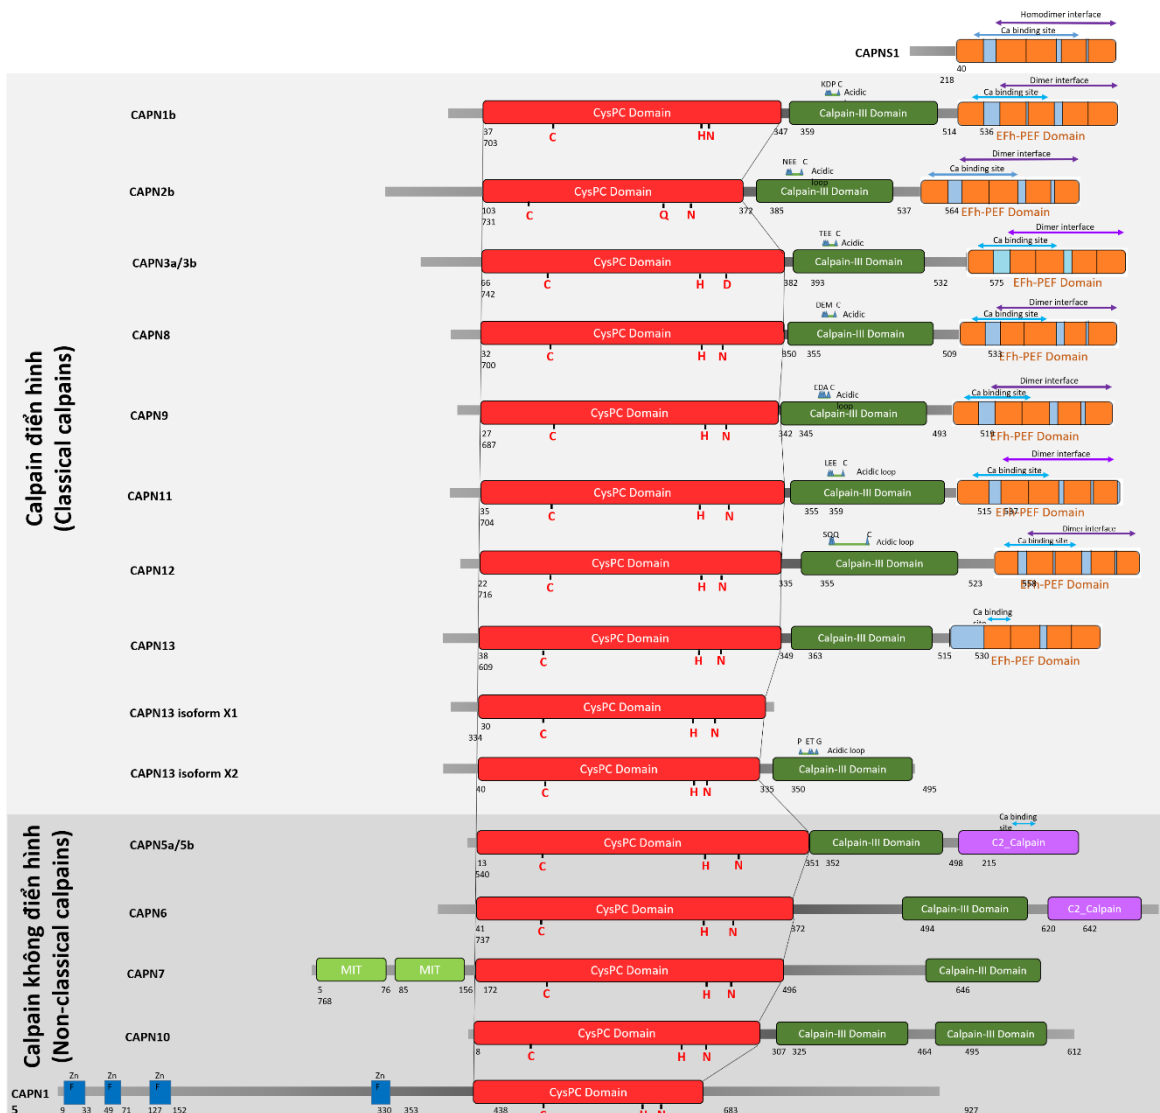 Homodimer interface
Ca binding site
CAPNS1
40
218
KDP C
Acidic
Dimer interface
Ca binding site
CAPN1b
CysPC Domain
Calpain-III Domain
37
703
C
H N
347
359
514
536
EFh-PEF Domain
NEE C
Acidic loop
Dimer interface
Ca binding site
CAPN2b
CysPC Domain
Calpain-III Domain
103
731
C
Q
N
372
385
537
564
EFh-PEF Domain
TEE C
Acidic
Dimer interface
Ca binding site
CAPN3a/3b
CysPC Domain
Calpain-III Domain
66
742
C
H
D
382
393
532
575
EFh-PEF Domain
DEM C
Acidic
Dimer interface
Ca binding site
CAPN8
CysPC Domain
Calpain-III Domain
32
700
C
H
N
350
355
509
533
EFh-PEF Domain
Calpain điển hình
(Classical calpains)
EDA C
Acidic loop
Dimer interface
Ca binding site
CAPN9
CysPC Domain
Calpain-III Domain
27
687
C
H
N
342
345
493
519
EFh-PEF Domain
LEE C
Acidic loop
Dimer interface
Ca binding site
CAPN11
CysPC Domain
Calpain-III Domain
35
704
C
H
N
355
359
515
537
EFh-PEF Domain
SQQ C
Acidic loop
Dimer interface
Ca binding site
CAPN12
CysPC Domain
Calpain-III Domain
22
716
C
H
N
335
355
523
558
EFh-PEF Domain
Ca binding site
CAPN13
CysPC Domain
Calpain-III Domain
38
609
C
H
N
349
363
515
530
EFh-PEF Domain
CAPN13 isoform X1
CysPC Domain
30
334
C
H
N
P ET G
Acidic loop
CAPN13 isoform X2
CysPC Domain
Calpain-III Domain
40
C
H
N
335
350
495
Calpain không điển hình
(Non-classical calpains)
Ca binding site
CAPN5a/5b
CysPC Domain
Calpain-III Domain
C2_Calpain
13
540
C
H
N
351
352
498
215
CAPN6
CysPC Domain
Calpain-III Domain
C2_Calpain
41
737
C
H
N
372
494
620
642
CAPN7
MIT
MIT
CysPC Domain
Calpain-III Domain
5
768
76
85
156
172
C
H
N
496
646
CAPN10
CysPC Domain
Calpain-III Domain
Calpain-III Domain
8
C
H
N
307
325
464
495
612
CAPN1
5
Zn F
Zn F
Zn F
Zn F
CysPC Domain
9
33
49
71
127
152
330
353
438
C
H N
683
927